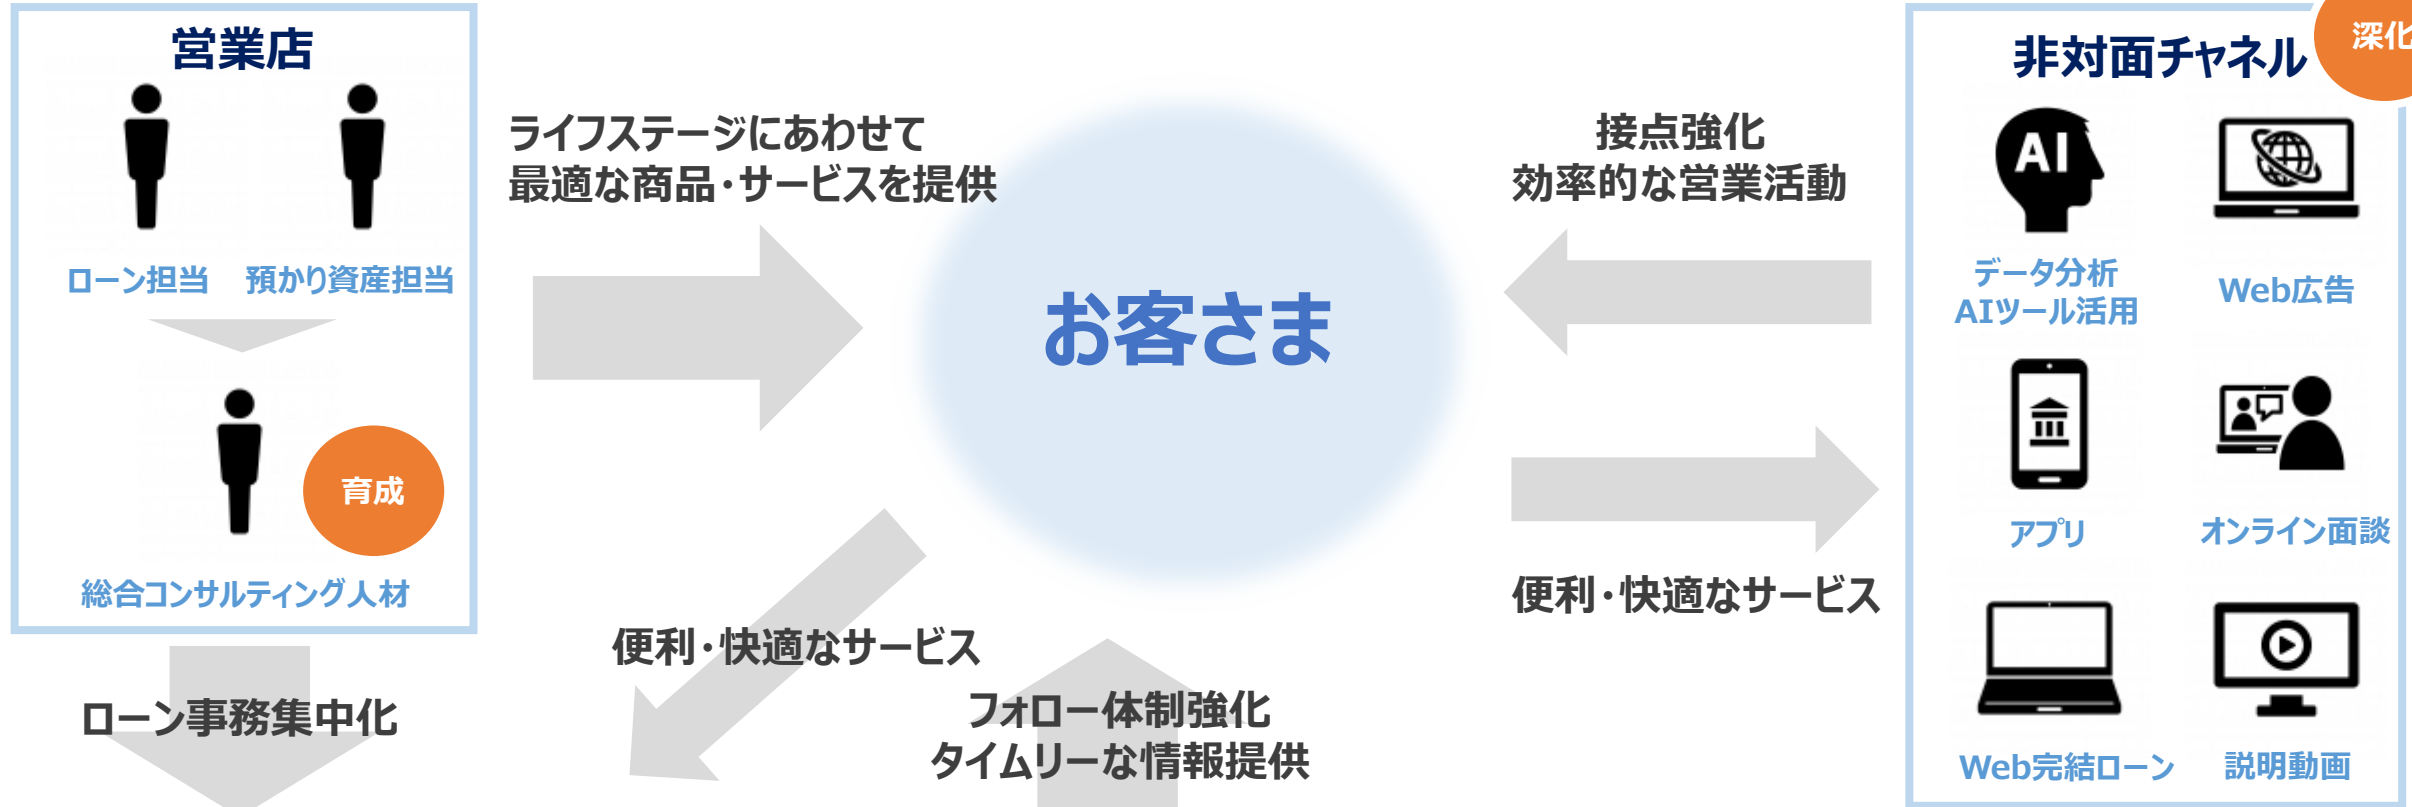 営業店
ローン担当
預かり資産担当
育成
総合コンサルティング人材
ローン事務集中化
ライフステージにあわせて
最適な商品・サービスを提供
お客さま
便利・快適なサービス
フォロー体制強化
タイムリーな情報提供
接点強化
効率的な営業活動
便利・快適なサービス
非対面チャネル
深化
AI
データ分析
AIツール活用
Web広告
アプリ
オンライン面談
Web完結ローン
説明動画